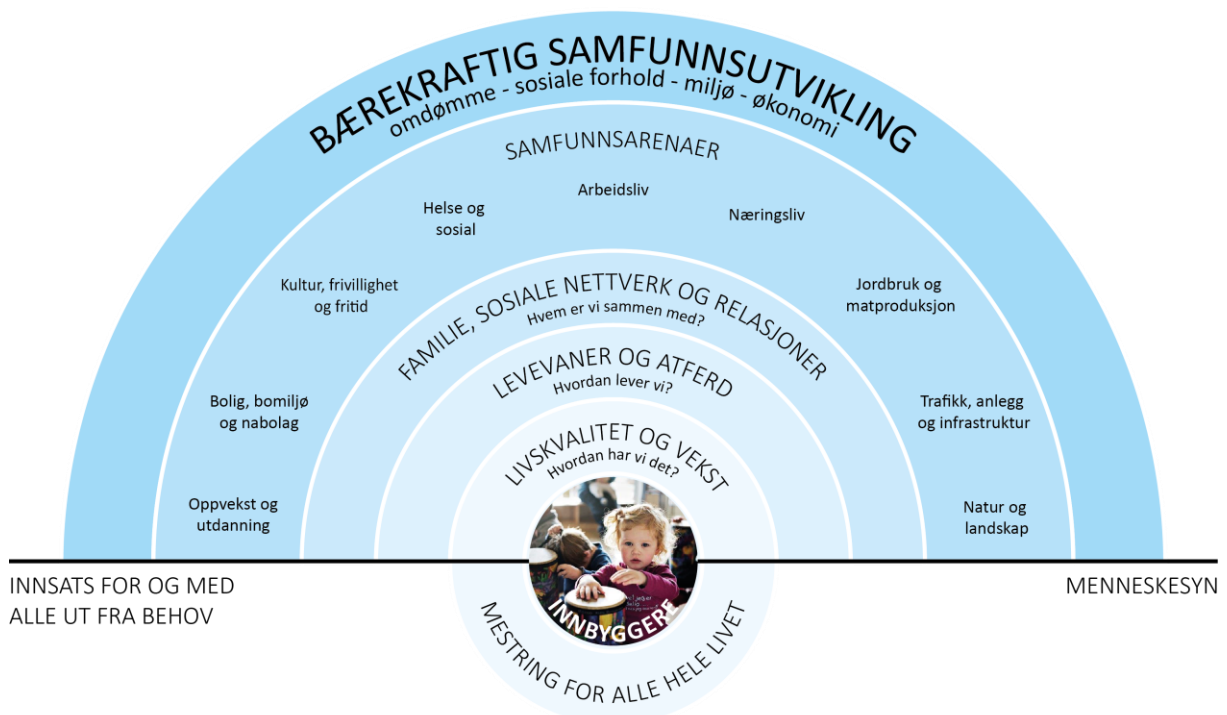 BÆREKRAFTIG SAMFUNNSUTVIKLING
omdømme - sosiale forhold - miljø - økonomi
SAMFUNNSARENAER
Arbeidsliv
Helse og
sosial
Næringsliv
Kultur, frivillighet
og fritid
Jordbruk og
matproduksjon
FAMILIE, SOSIALE NETTVERK OG RELASJONER
Hvem er vi sammen med?
LEVEVANER OG ATFERD
Hvordan lever vi?
Bolig, bomiljø
og nabolag
Trafikk, anlegg
og infrastruktur
LIVSKVALITET OG VEKST
Hvordan har vi det?
Oppvekst og
utdanning
Natur og
landskap
INNSATS FOR OG MED
ALLE UT FRA BEHOV
MENNESKESYN
INNBYGGERE
MESTRING FOR ALLE HELE LIVET